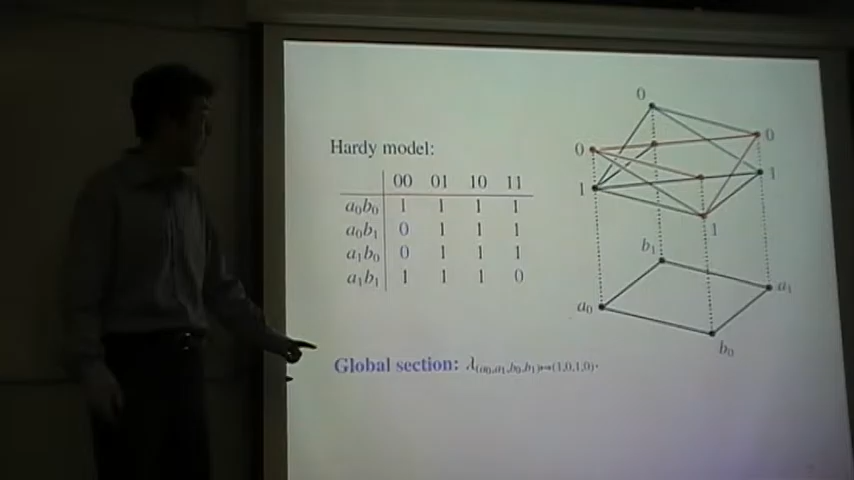 Hardy model:
00 01 10 11
a₀b₀ 1 1 1 1
a₀b₁ 0 1 1 1
a₁b₀ 0 1 1 1
a₁b₁ 1 1 1 0
0
0 0
1 1
1
b₁
a₀ a₁
b₀
Global section: λ(a₀,a₁,b₀,b₁)↦(1,0,1,0).